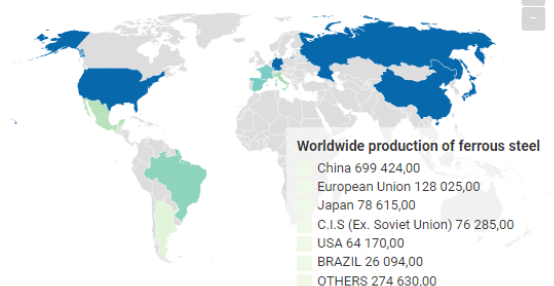 Worldwide production of ferrous steel
China 699 424,00
European Union 128 025,00
Japan 78 615,00
C.I.S (Ex. Soviet Union) 76 285,00
USA 64 170,00
BRAZIL 26 094,00
OTHERS 274 630,00